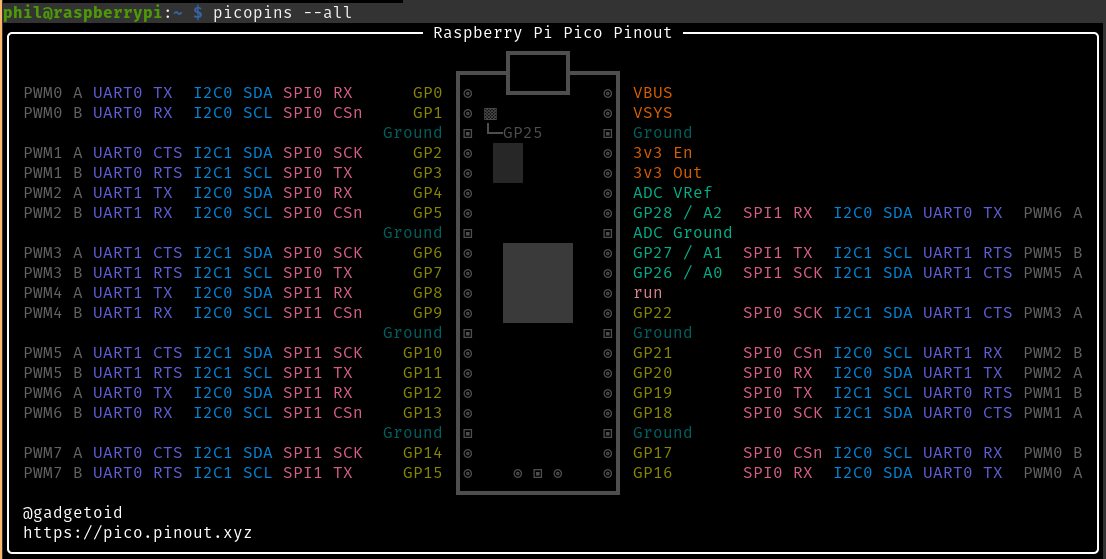 phil@raspberrypi:~ $ picopins --all
Raspberry Pi Pico Pinout
PWM0 A UART0 TX  I2C0 SDA SPI0 RX GP0 VBUS
PWM0 B UART0 RX  I2C0 SCL SPI0 CSn GP1 VSYS
Ground GP25 Ground
PWM1 A UART0 CTS I2C1 SDA SPI0 SCK GP2 3v3 En
PWM1 B UART0 RTS I2C1 SCL SPI0 TX GP3 3v3 Out
PWM2 A UART1 TX  I2C0 SDA SPI0 RX GP4 ADC VRef
PWM2 B UART1 RX  I2C0 SCL SPI0 CSn GP5 GP28 / A2 SPI1 RX I2C0 SDA UART0 TX PWM6 A
Ground ADC Ground
PWM3 A UART1 CTS I2C1 SDA SPI0 SCK GP6 GP27 / A1 SPI1 TX I2C1 SCL UART1 RTS PWM5 B
PWM3 B UART1 RTS I2C1 SCL SPI0 TX GP7 GP26 / A0 SPI1 SCK I2C1 SDA UART1 CTS PWM5 A
PWM4 A UART1 TX  I2C0 SDA SPI1 RX GP8 run
PWM4 B UART1 RX  I2C0 SCL SPI1 CSn GP9 GP22 SPI0 SCK I2C1 SDA UART1 CTS PWM3 A
Ground Ground
PWM5 A UART1 CTS I2C1 SDA SPI1 SCK GP10 GP21 SPI0 CSn I2C0 SCL UART1 RX PWM2 B
PWM5 B UART1 RTS I2C1 SCL SPI1 TX GP11 GP20 SPI0 RX I2C0 SDA UART1 TX PWM2 A
PWM6 A UART0 TX  I2C0 SDA SPI1 RX GP12 GP19 SPI0 TX I2C1 SCL UART0 RTS PWM1 B
PWM6 B UART0 RX  I2C0 SCL SPI1 CSn GP13 GP18 SPI0 SCK I2C1 SDA UART0 CTS PWM1 A
Ground Ground
PWM7 A UART0 CTS I2C1 SDA SPI1 SCK GP14 GP17 SPI0 CSn I2C0 SCL UART0 RX PWM0 B
PWM7 B UART0 RTS I2C1 SCL SPI1 TX GP15 GP16 SPI0 RX I2C0 SDA UART0 TX PWM0 A
@gadgetoid
https://pico.pinout.xyz